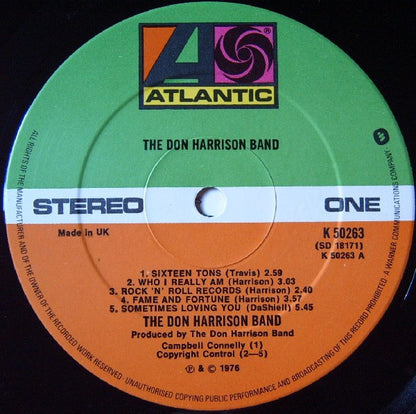 ATLANTIC
®
THE DON HARRISON BAND
STEREO ONE
Made in UK
K 50263
(SD 18171)
K 50263 A
1. SIXTEEN TONS (Travis) 2.59
2. WHO I REALLY AM (Harrison) 3.03
3. ROCK 'N' ROLL RECORDS (Harrison) 2.40
4. FAME AND FORTUNE (Harrison) 3.57
5. SOMETIMES LOVING YOU (DaShiell) 5.45
THE DON HARRISON BAND
Produced by The Don Harrison Band
Campbell Connelly (1)
Copyright Control (2–5)
℗ & © 1976
ALL RIGHTS OF THE MANUFACTURER AND OF THE OWNER OF THE RECORDED WORK RESERVED · UNAUTHORISED COPYING PUBLIC PERFORMANCE AND BROADCASTING OF THIS RECORD PROHIBITED. A WARNER COMMUNICATIONS COMPANY